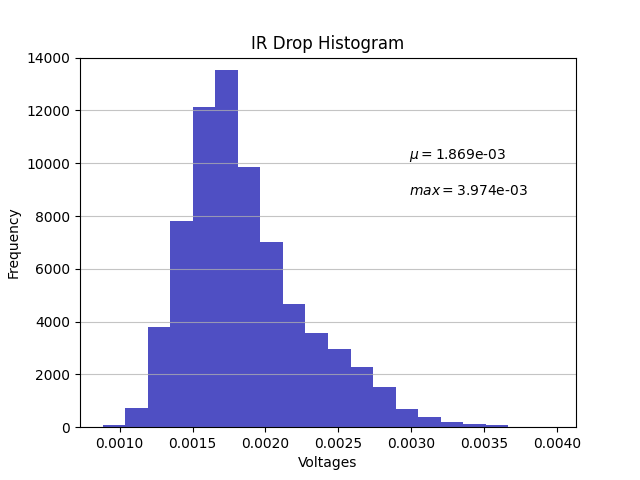 IR Drop Histogram
14000
12000
10000
8000
6000
4000
2000
0
Frequency
μ = 1.869e-03
max = 3.974e-03
0.0010 0.0015 0.0020 0.0025 0.0030 0.0035 0.0040
Voltages